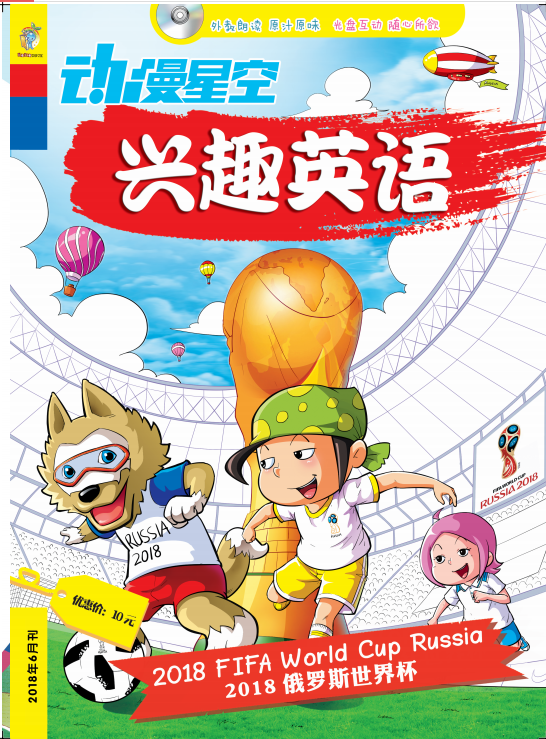 外教朗读 原汁原味 光盘互动 随心所欲
动漫星空
兴趣英语
FIFA WORLD CUP
RUSSIA 2018
RUSSIA
2018
优惠价：10元
2018 FIFA World Cup Russia
2018 俄罗斯世界杯
2018年6月刊